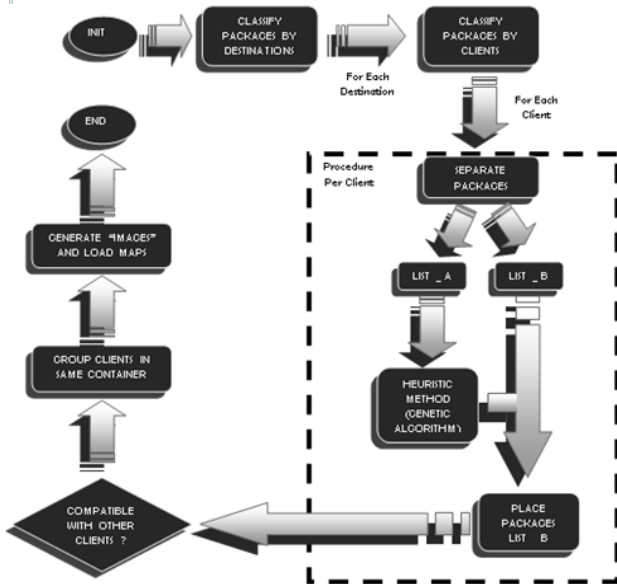 INIT
CLASSIFY
PACKAGES BY
DESTINATIONS
For Each
Destination
CLASSIFY
PACKAGES BY
CLIENTS
For Each
Client
Procedure
Per Client
SEPARATE
PACKAGES
LIST _ A
LIST _ B
HEURISTIC
METHOD
(GENETIC
ALGORITHM)
PLACE
PACKAGES
LIST B
COMPATIBLE
WITH OTHER
CLIENTS ?
GROUP CLIENTS IN
SAME CONTAINER
GENERATE "IMAGES"
AND LOAD MAPS
END